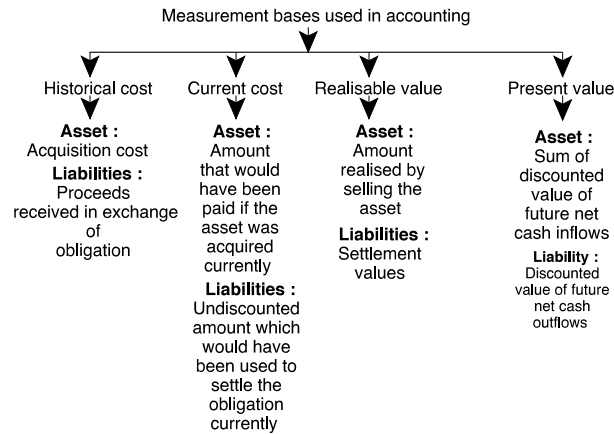 Measurement bases used in accounting
Historical cost
Asset :
Acquisition cost
Liabilities :
Proceeds
received in exchange
of
obligation
Current cost
Asset :
Amount
that would
have been
paid if the
asset was
acquired
currently
Liabilities :
Undiscounted
amount which
would have
been used to
settle the
obligation
currently
Realisable value
Asset :
Amount
realised by
selling the
asset
Liabilities :
Settlement
values
Present value
Asset :
Sum of
discounted
value of
future net
cash inflows
Liability :
Discounted
value of future
net cash
outflows